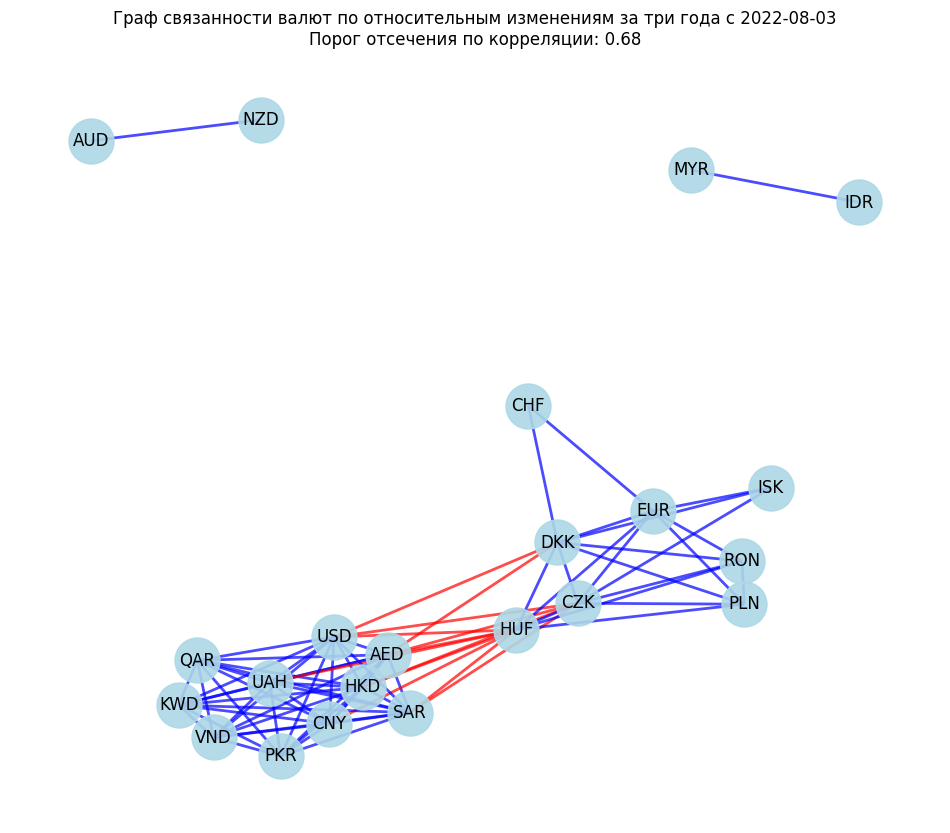 Граф связанности валют по относительным изменениям за три года с 2022-08-03
Порог отсечения по корреляции: 0.68
NZD
AUD
MYR
IDR
CHF
ISK
EUR
DKK
RON
CZK
PLN
HUF
USD
AED
QAR
UAH
HKD
KWD
SAR
CNY
VND
PKR